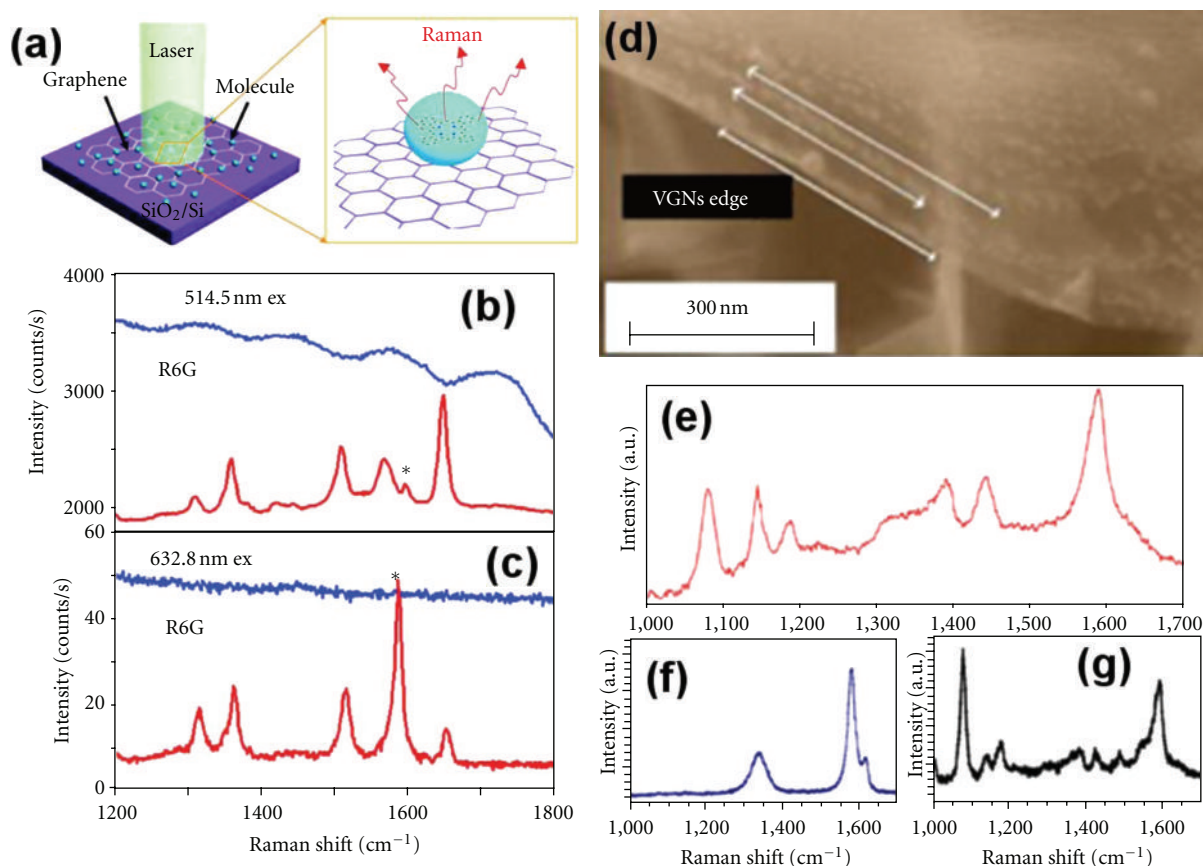 (a)
Laser
Graphene
Molecule
SiO2/Si
Raman
(b)
514.5 nm ex
R6G
*
4000
3000
2000
Intensity (counts/s)
(c)
632.8 nm ex
R6G
*
60
40
20
0
Intensity (counts/s)
1200 1400 1600 1800
Raman shift (cm−1)
(d)
VGNs edge
300 nm
(e)
Intensity (a.u.)
1,000 1,100 1,200 1,300 1,400 1,500 1,600 1,700
(f)
Intensity (a.u.)
1,000 1,200 1,400 1,600
(g)
Intensity (a.u.)
1,000 1,200 1,400 1,600
Raman shift (cm−1)